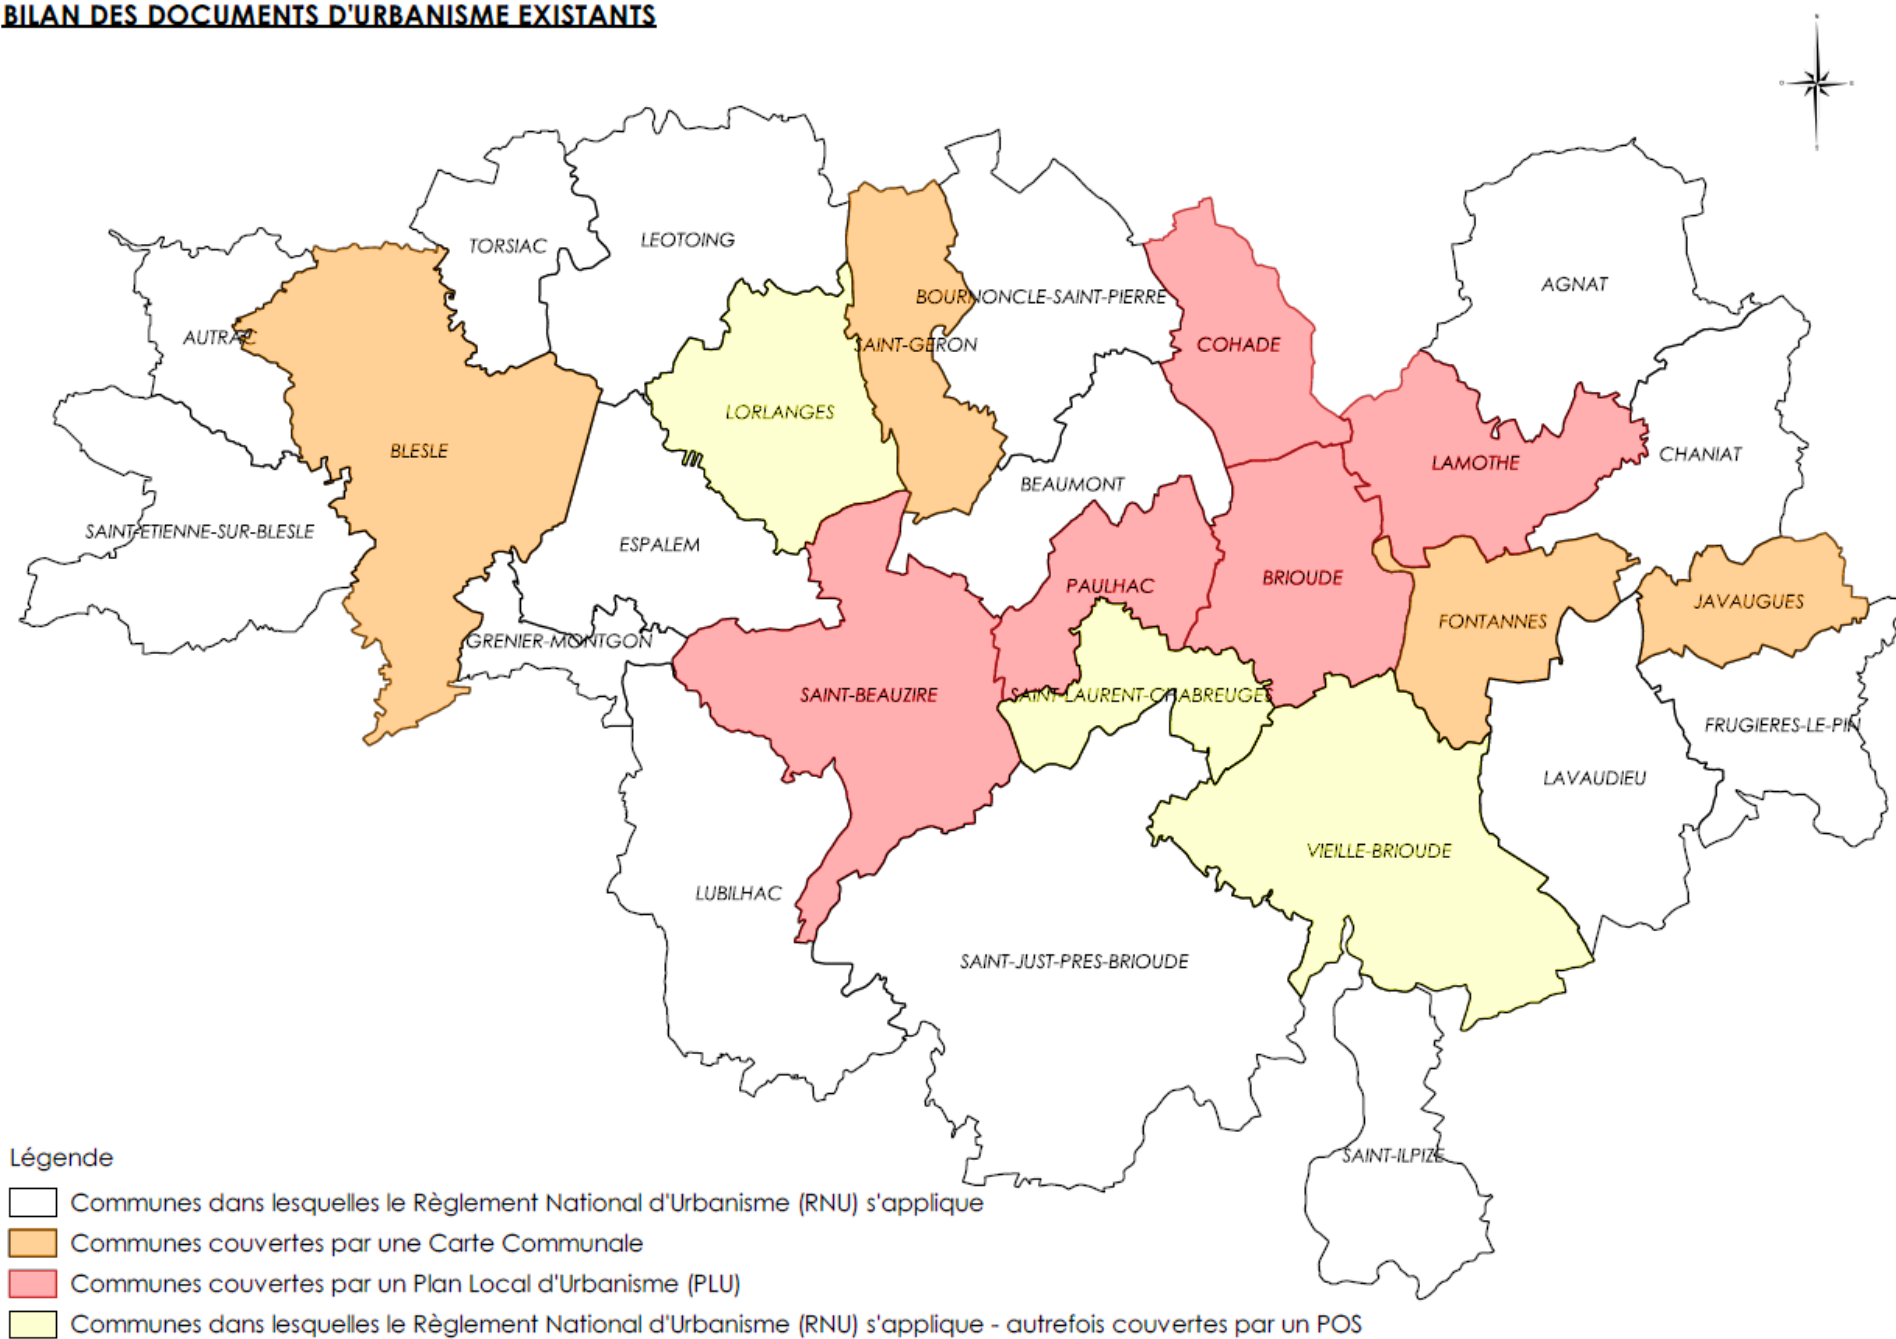 BILAN DES DOCUMENTS D'URBANISME EXISTANTS
TORSIAC
LEOTOING
AGNAT
BOURNONCLE-SAINT-PIERRE
AUTRAC
SAINT-GERON
COHADE
LORLANGES
BLESLE
CHANIAT
LAMOTHE
BEAUMONT
SAINT-ETIENNE-SUR-BLESLE
ESPALEM
BRIOUDE
PAULHAC
JAVAUGUES
FONTANNES
GRENIER-MONTGON
SAINT-BEAUZIRE
SAINT-LAURENT-CHABREUGES
FRUGIERES-LE-PIN
LAVAUDIEU
VIEILLE-BRIOUDE
LUBILHAC
SAINT-JUST-PRES-BRIOUDE
SAINT-ILPIZE
Légende
Communes dans lesquelles le Règlement National d'Urbanisme (RNU) s'applique
Communes couvertes par une Carte Communale
Communes couvertes par un Plan Local d'Urbanisme (PLU)
Communes dans lesquelles le Règlement National d'Urbanisme (RNU) s'applique - autrefois couvertes par un POS